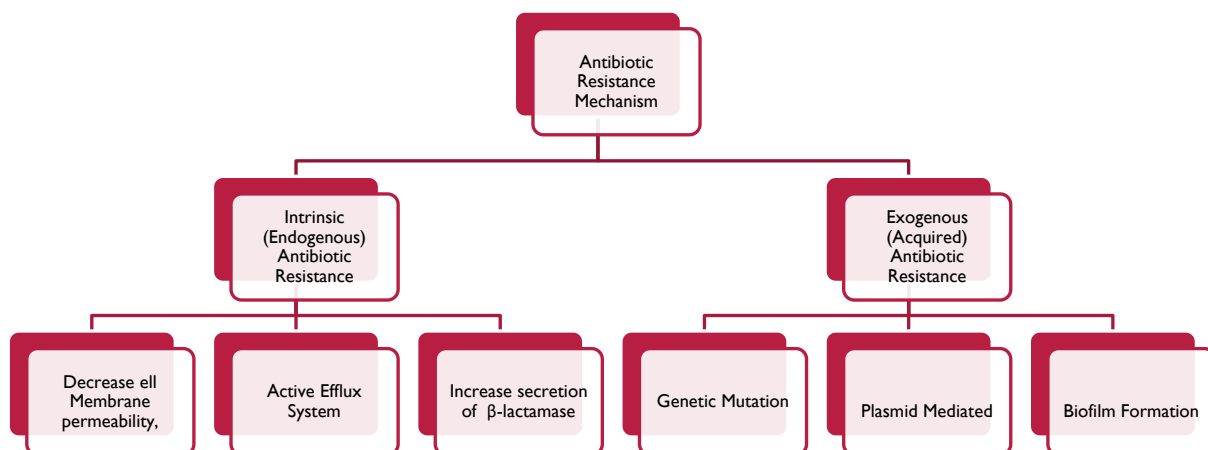 Antibiotic
Resistance
Mechanism
Intrinsic
(Endogenous)
Antibiotic
Resistance
Exogenous
(Acquired)
Antibiotic
Resistance
Decrease ell
Membrane
permeability,
Active Efflux
System
Increase secretion
of β-lactamase
Genetic Mutation
Plasmid Mediated
Biofilm Formation